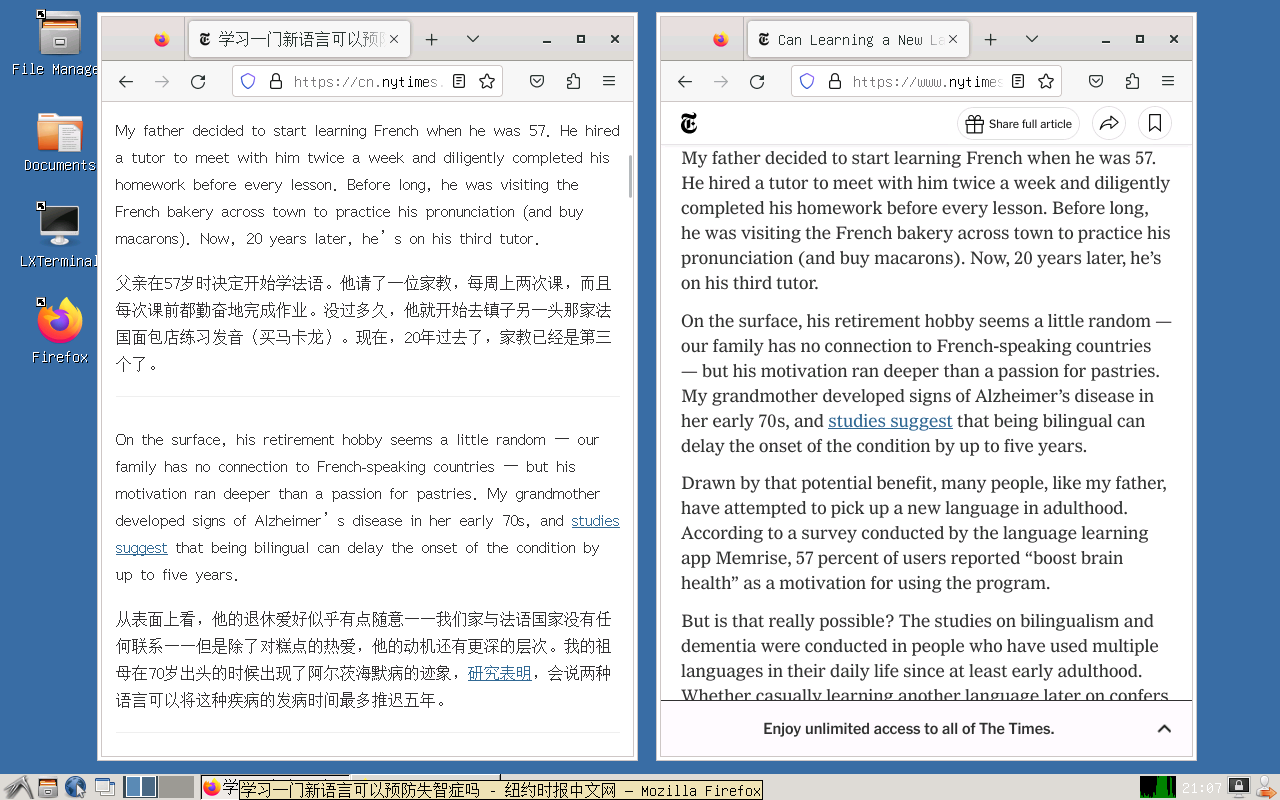 File Manage
Documents
LXTerminal
Firefox
学习一门新语言可以预防
https://cn.nytimes.
My father decided to start learning French when he was 57. He hired
a tutor to meet with him twice a week and diligently completed his
homework before every lesson. Before long, he was visiting the
French bakery across town to practice his pronunciation (and buy
macarons). Now, 20 years later, he’s on his third tutor.
父亲在57岁时决定开始学法语。他请了一位家教，每周上两次课，而且
每次课前都勤奋地完成作业。没过多久，他就开始去镇子另一头那家法
国面包店练习发音（买马卡龙）。现在，20年过去了，家教已经是第三
个了。
On the surface, his retirement hobby seems a little random — our
family has no connection to French-speaking countries — but his
motivation ran deeper than a passion for pastries. My grandmother
developed signs of Alzheimer’s disease in her early 70s, and studies
suggest that being bilingual can delay the onset of the condition by
up to five years.
从表面上看，他的退休爱好似乎有点随意——我们家与法语国家没有任
何联系——但是除了对糕点的热爱，他的动机还有更深的层次。我的祖
母在70岁出头的时候出现了阿尔茨海默病的迹象，研究表明，会说两种
语言可以将这种疾病的发病时间最多推迟五年。
Can Learning a New La
https://www.nytimes
Share full article
My father decided to start learning French when he was 57.
He hired a tutor to meet with him twice a week and diligently
completed his homework before every lesson. Before long,
he was visiting the French bakery across town to practice his
pronunciation (and buy macarons). Now, 20 years later, he’s
on his third tutor.
On the surface, his retirement hobby seems a little random —
our family has no connection to French-speaking countries
— but his motivation ran deeper than a passion for pastries.
My grandmother developed signs of Alzheimer’s disease in
her early 70s, and studies suggest that being bilingual can
delay the onset of the condition by up to five years.
Drawn by that potential benefit, many people, like my father,
have attempted to pick up a new language in adulthood.
According to a survey conducted by the language learning
app Memrise, 57 percent of users reported “boost brain
health” as a motivation for using the program.
But is that really possible? The studies on bilingualism and
dementia were conducted in people who have used multiple
languages in their daily life since at least early adulthood.
Whether casually learning another language later on confers
Enjoy unlimited access to all of The Times.
学
学习一门新语言可以预防失智症吗 - 纽约时报中文网 — Mozilla Firefox
21:07